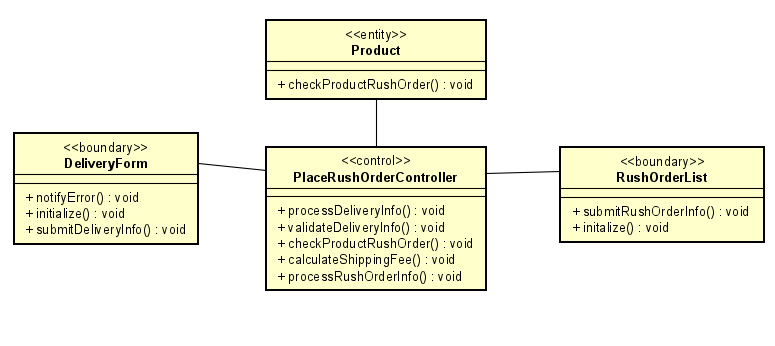 <<entity>>
Product
+ checkProductRushOrder() : void
<<boundary>>
DeliveryForm
+ notifyError() : void
+ initialize() : void
+ submitDeliveryInfo() : void
<<control>>
PlaceRushOrderController
+ processDeliveryInfo() : void
+ validateDeliveryInfo() : void
+ checkProductRushOrder() : void
+ calculateShippingFee() : void
+ processRushOrderInfo() : void
<<boundary>>
RushOrderList
+ submitRushOrderInfo() : void
+ initalize() : void